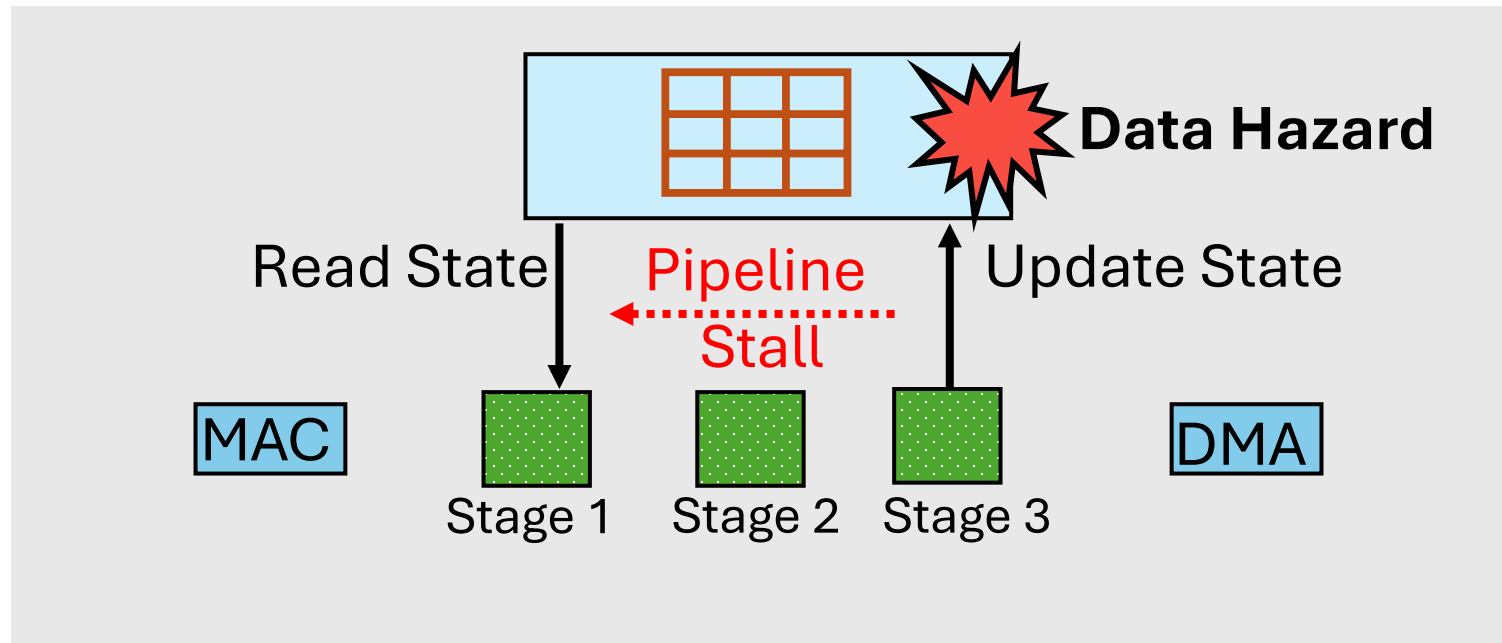 Data Hazard
Read State
Pipeline
Stall
Update State
MAC
DMA
Stage 1
Stage 2
Stage 3